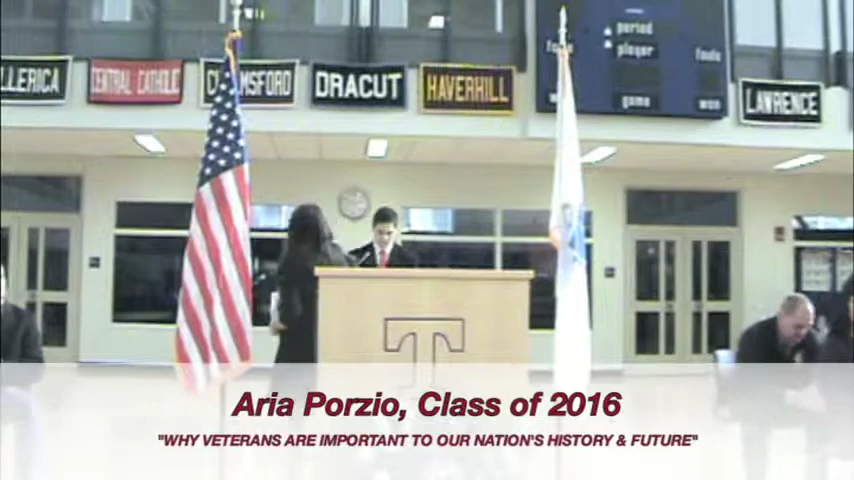 period
fouls player fouls
game won
LLERICA
CENTRAL CATHOLIC
CHELMSFORD
DRACUT
HAVERHILL
LAWRENCE
T
Aria Porzio, Class of 2016
"WHY VETERANS ARE IMPORTANT TO OUR NATION'S HISTORY & FUTURE"